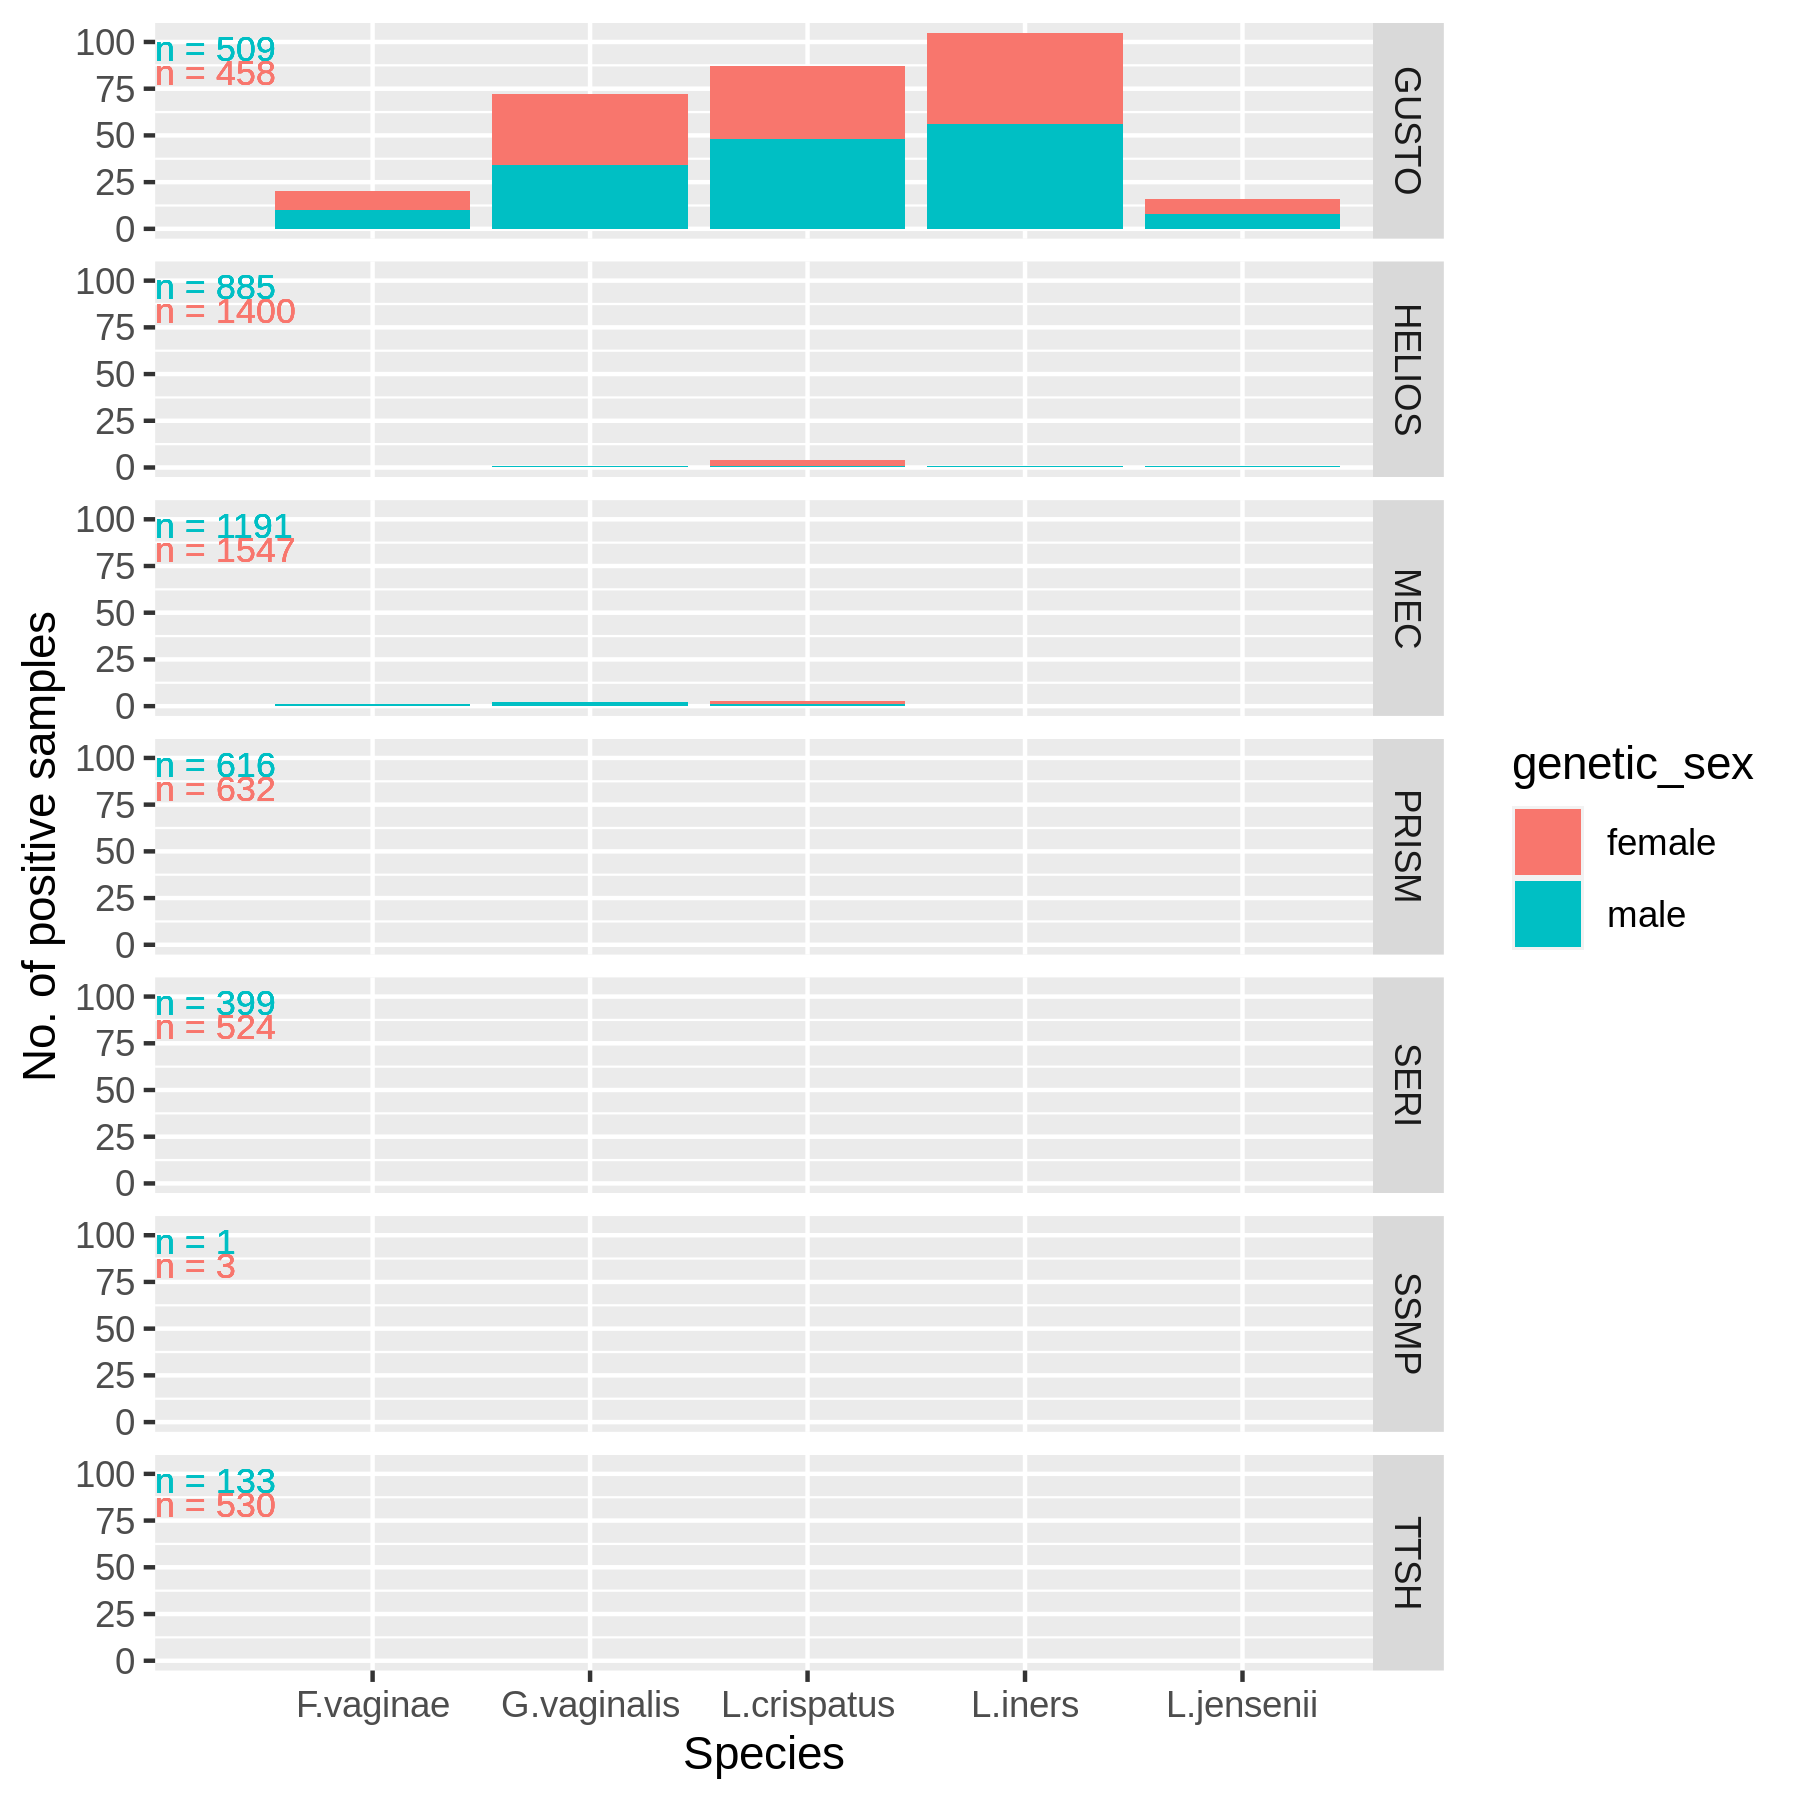 100
75
50
25
0
n = 509
n = 458
GUSTO
100
75
50
25
0
n = 885
n = 1400
HELIOS
100
75
50
25
0
n = 1191
n = 1547
MEC
100
75
50
25
0
n = 616
n = 632
PRISM
100
75
50
25
0
n = 399
n = 524
SERI
100
75
50
25
0
n = 1
n = 3
SSMP
100
75
50
25
0
n = 133
n = 530
TTSH
F.vaginae G.vaginalis L.crispatus L.iners L.jensenii
Species
No. of positive samples
genetic_sex
female
male